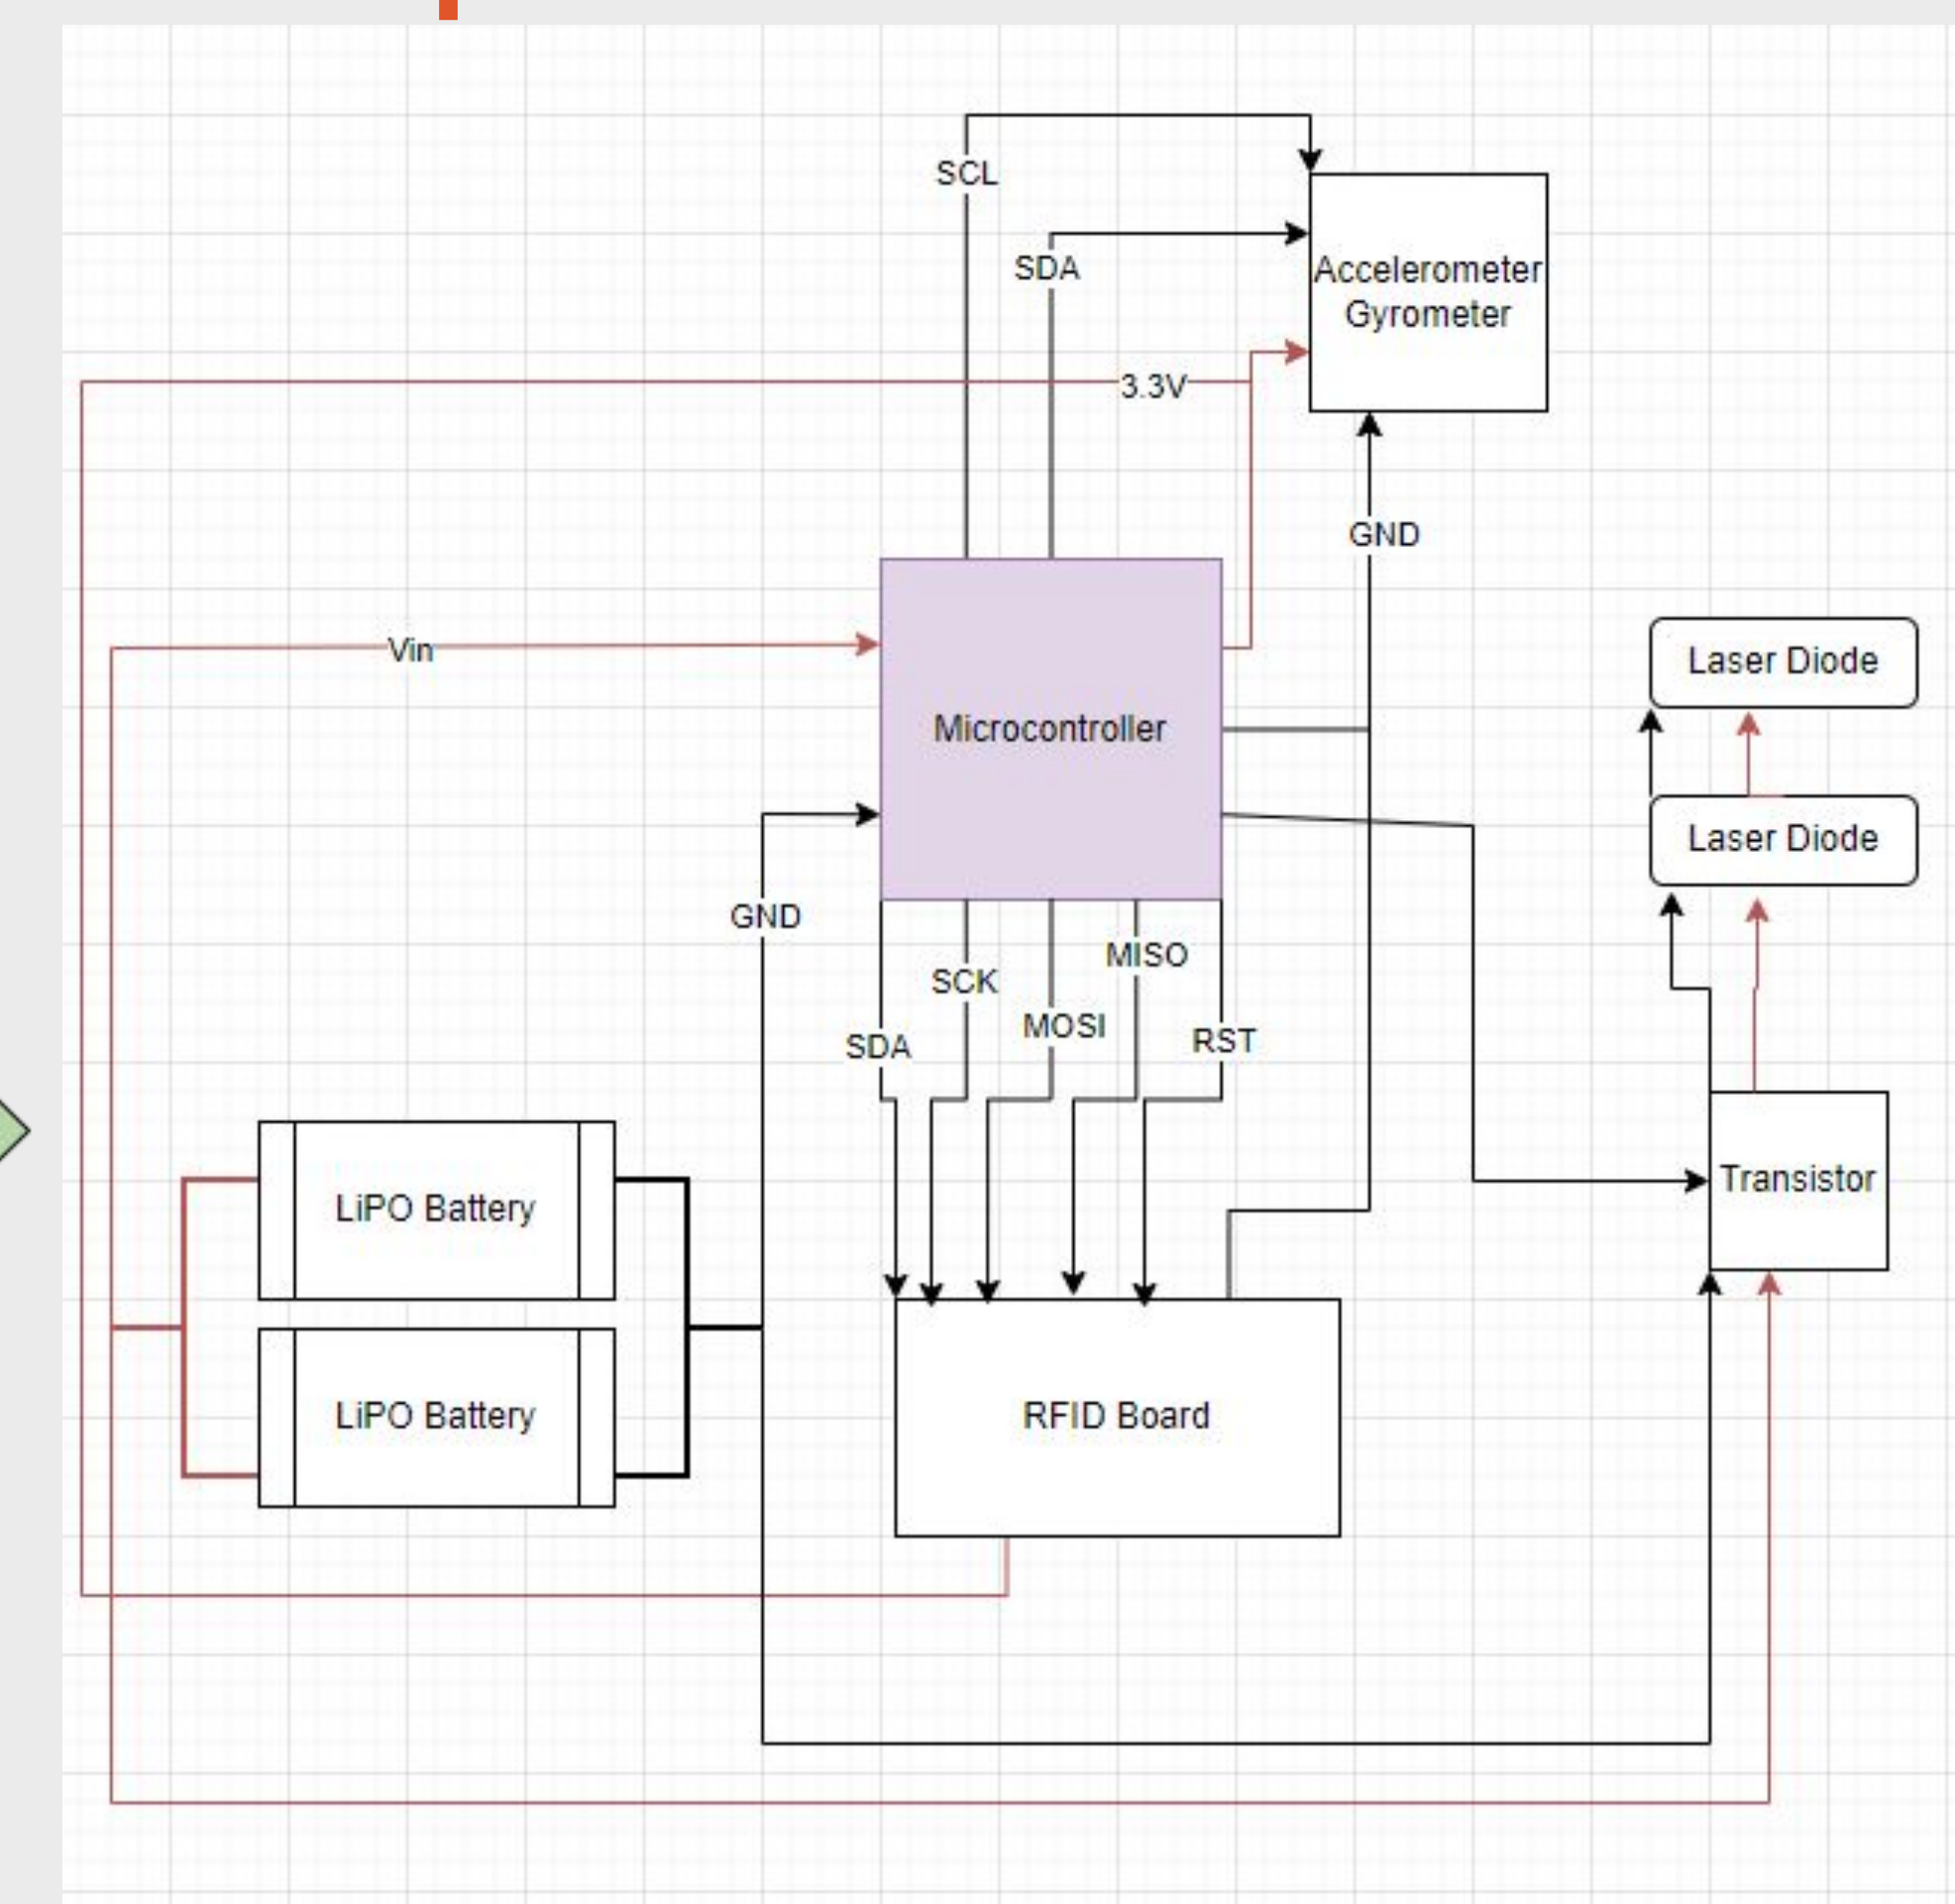 SCL
SDA
Accelerometer
Gyrometer
3.3V
GND
Vin
Laser Diode
Microcontroller
Laser Diode
GND
MISO
SCK
MOSI
RST
SDA
Transistor
LiPO Battery
LiPO Battery
RFID Board